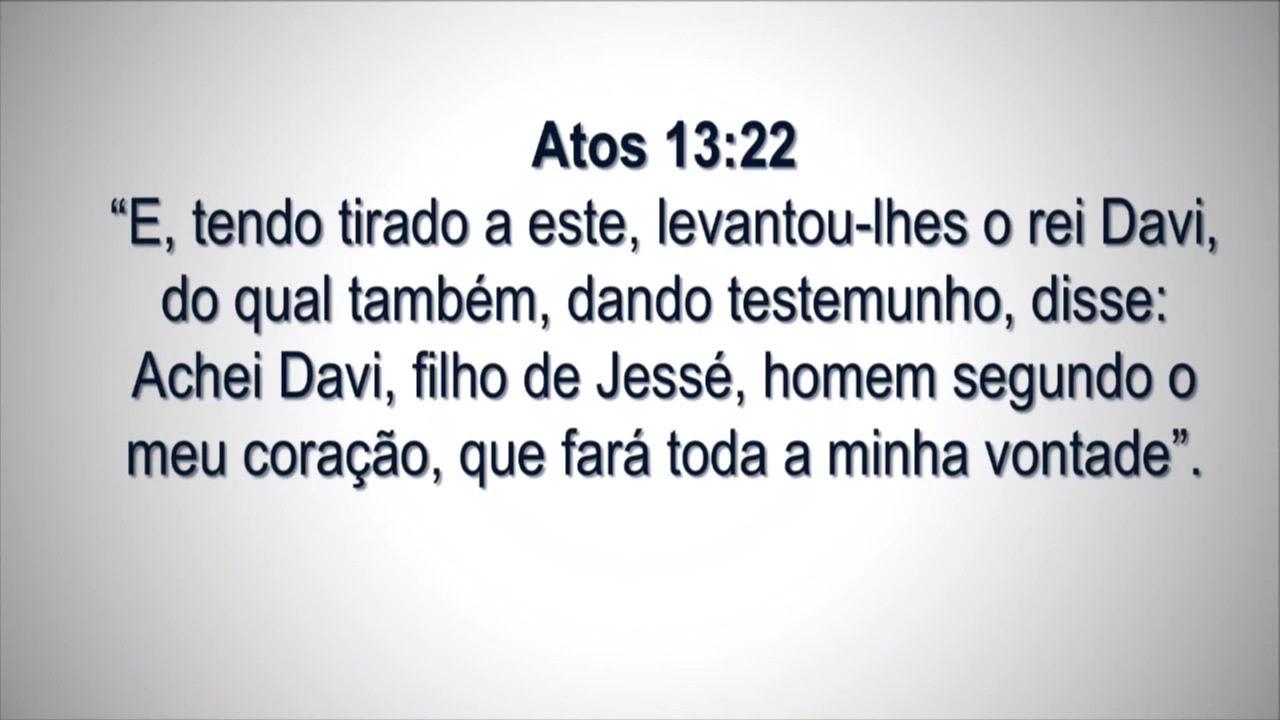 Atos 13:22
“E, tendo tirado a este, levantou-lhes o rei Davi,
do qual também, dando testemunho, disse:
Achei Davi, filho de Jessé, homem segundo o
meu coração, que fará toda a minha vontade”.